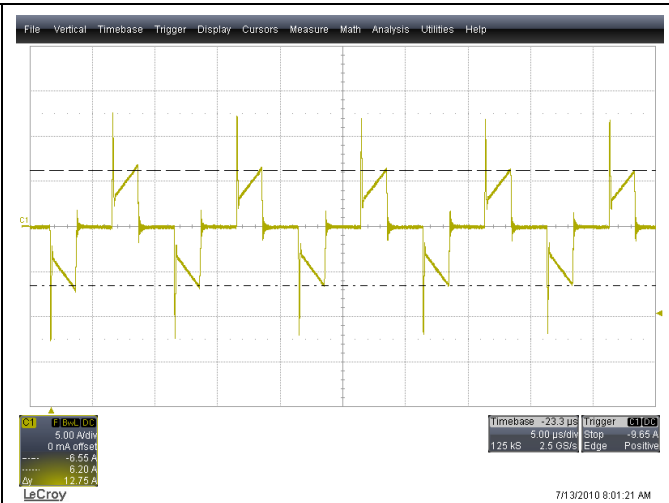 File Vertical Timebase Trigger Display Cursors Measure Math Analysis Utilities Help
C1
C1 F BwL DC
5.00 A/div
0 mA offset
-6.55 A
6.20 A
Δy 12.75 A
Timebase -23.3 µs
5.00 µs/div
125 kS 2.5 GS/s
Trigger C1 DC
Stop -9.65 A
Edge Positive
LeCroy
7/13/2010 8:01:21 AM